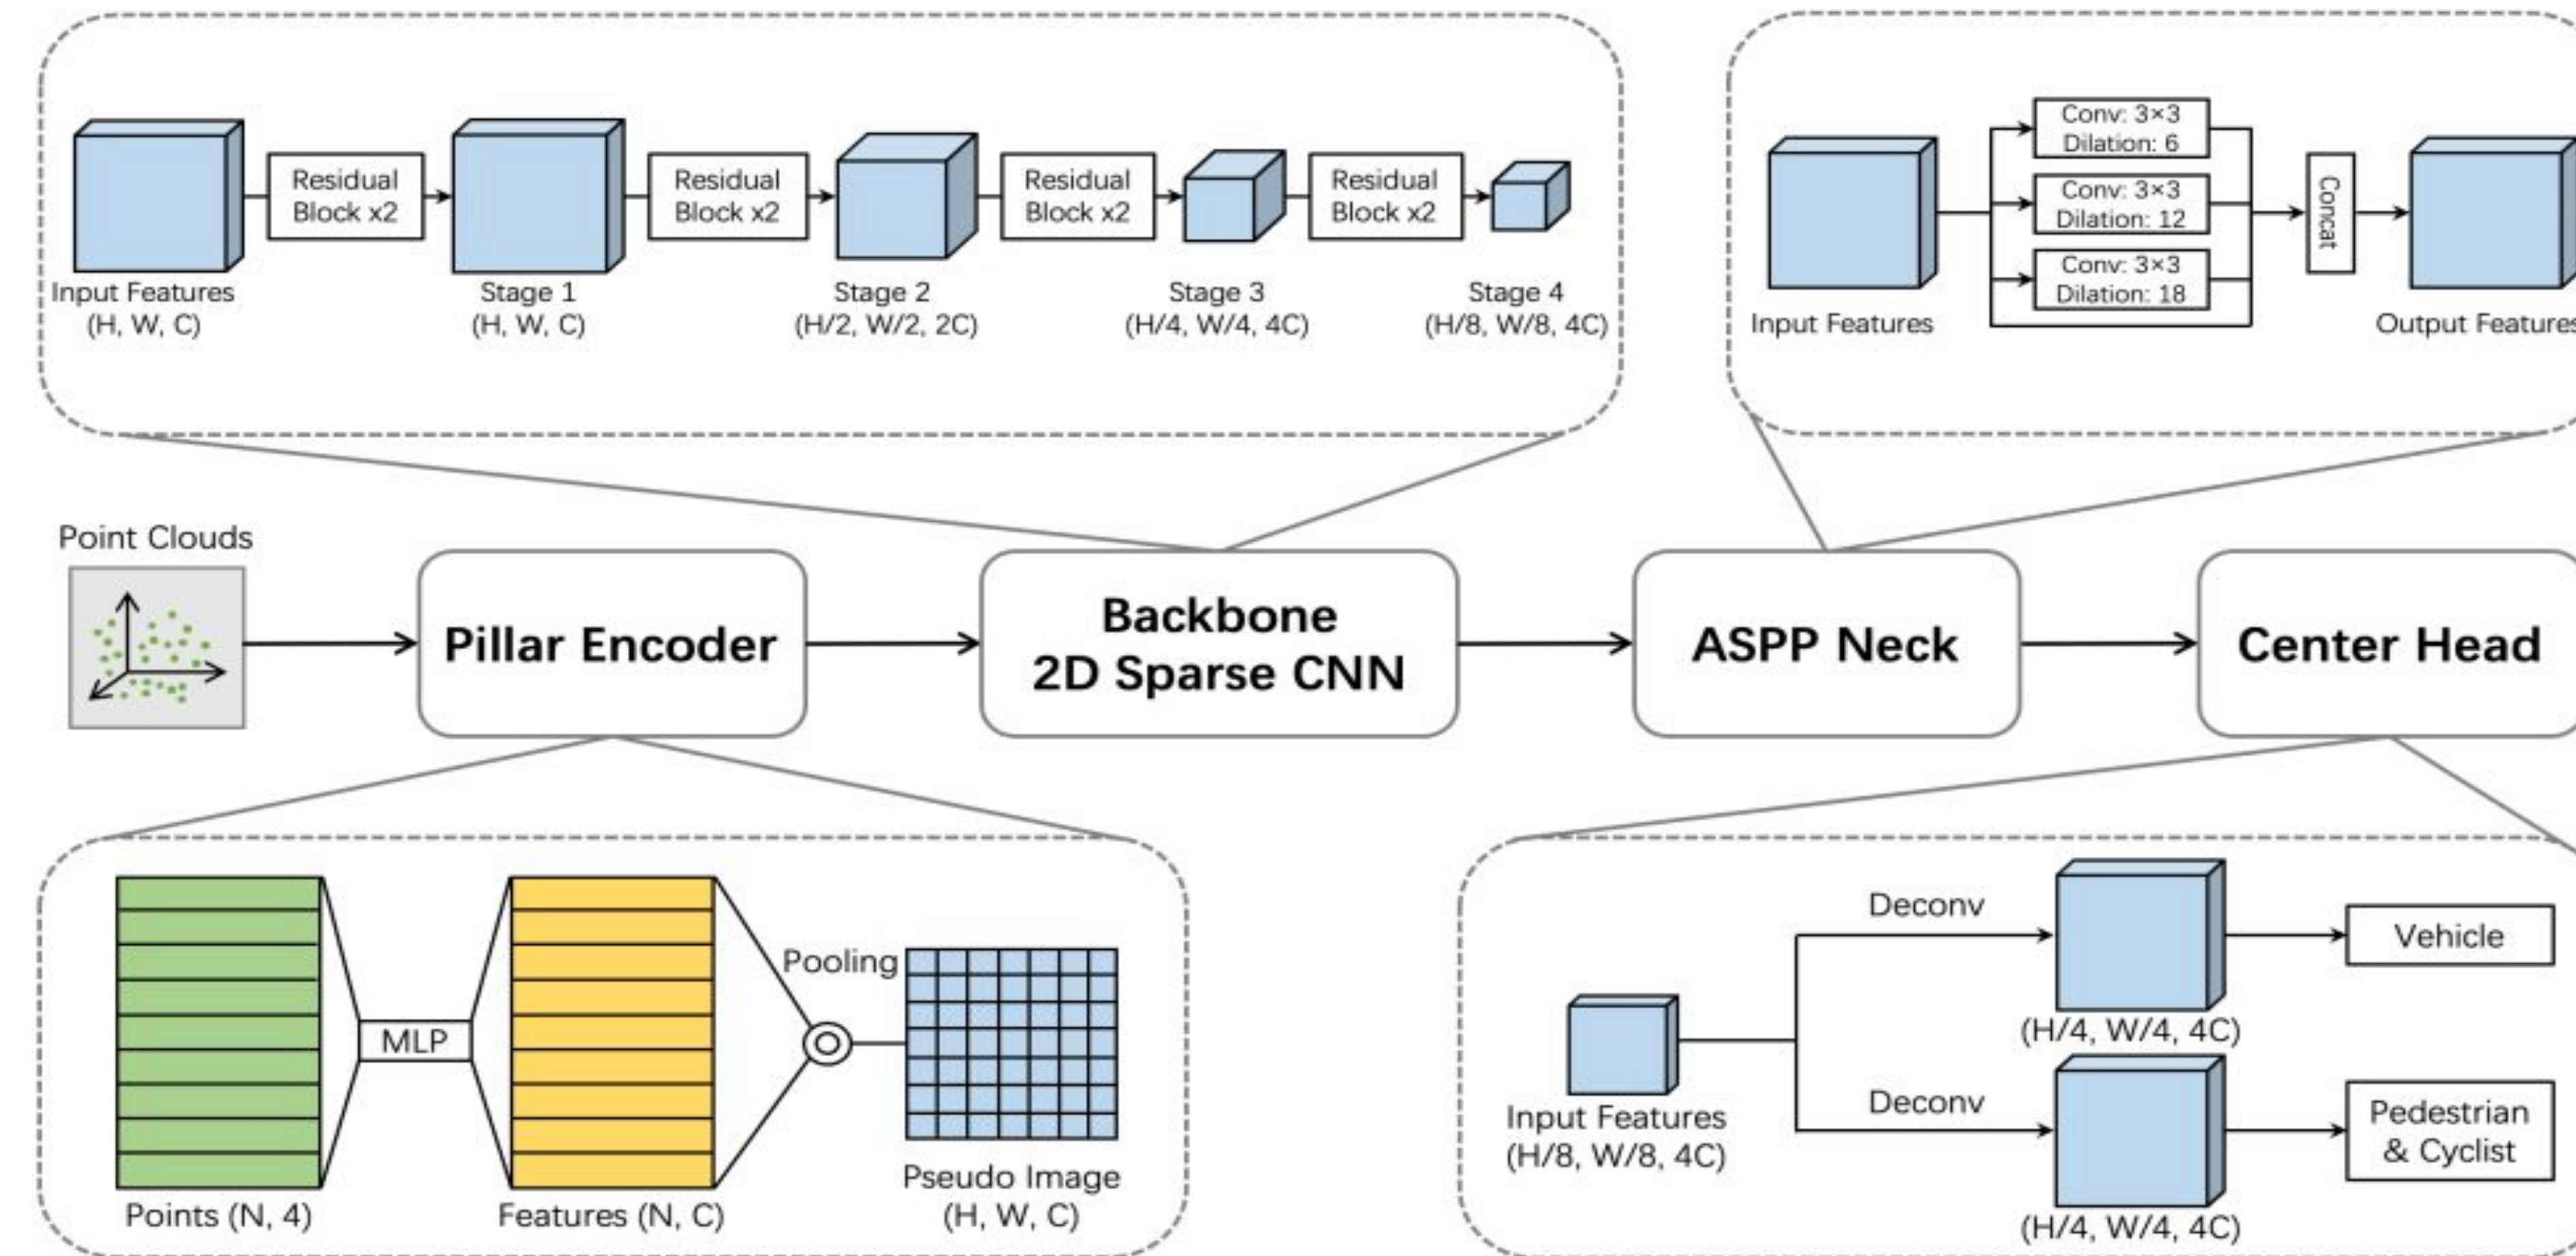 Input Features
(H, W, C)
Residual
Block x2
Stage 1
(H, W, C)
Residual
Block x2
Stage 2
(H/2, W/2, 2C)
Residual
Block x2
Stage 3
(H/4, W/4, 4C)
Residual
Block x2
Stage 4
(H/8, W/8, 4C)
Input Features
Conv: 3×3
Dilation: 6
Conv: 3×3
Dilation: 12
Conv: 3×3
Dilation: 18
Concat
Output Features
Point Clouds
Pillar Encoder
Backbone
2D Sparse CNN
ASPP Neck
Center Head
Points (N, 4)
MLP
Features (N, C)
Pooling
Pseudo Image
(H, W, C)
Input Features
(H/8, W/8, 4C)
Deconv
(H/4, W/4, 4C)
Vehicle
Deconv
(H/4, W/4, 4C)
Pedestrian
& Cyclist